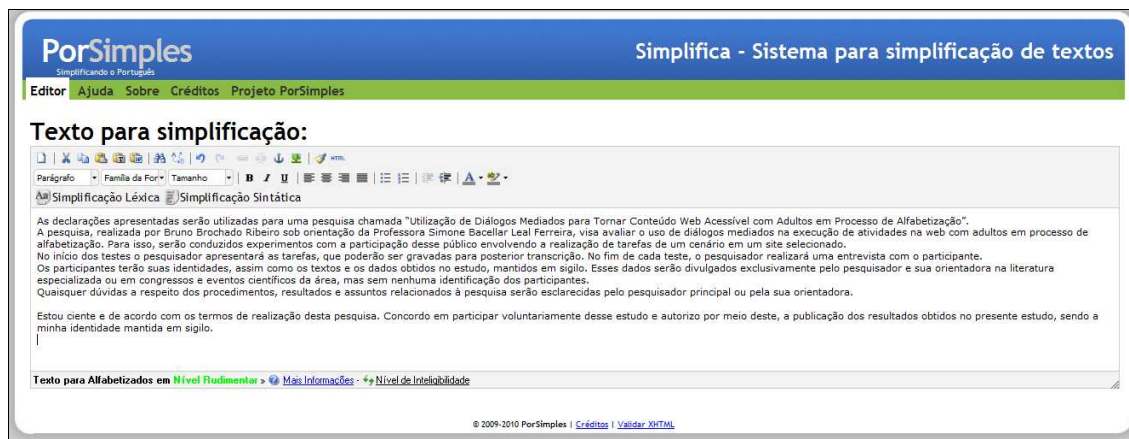 PorSimples
Simplificando o Português
Simplifica - Sistema para simplificação de textos
Editor Ajuda Sobre Créditos Projeto PorSimples
Texto para simplificação:
HTML
Parágrafo Família da For Tamanho B I U A ab
Aa Simplificação Léxica Simplificação Sintática
As declarações apresentadas serão utilizadas para uma pesquisa chamada "Utilização de Diálogos Mediados para Tornar Conteúdo Web Acessível com Adultos em Processo de Alfabetização".
A pesquisa, realizada por Bruno Brochado Ribeiro sob orientação da Professora Simone Bacellar Leal Ferreira, visa avaliar o uso de diálogos mediados na execução de atividades na web com adultos em processo de
alfabetização. Para isso, serão conduzidos experimentos com a participação desse público envolvendo a realização de tarefas de um cenário em um site selecionado.
No início dos testes o pesquisador apresentará as tarefas, que poderão ser gravadas para posterior transcrição. No fim de cada teste, o pesquisador realizará uma entrevista com o participante.
Os participantes terão suas identidades, assim como os textos e os dados obtidos no estudo, mantidos em sigilo. Esses dados serão divulgados exclusivamente pelo pesquisador e sua orientadora na literatura
especializada ou em congressos e eventos científicos da área, mas sem nenhuma identificação dos participantes.
Quaisquer dúvidas a respeito dos procedimentos, resultados e assuntos relacionados à pesquisa serão esclarecidas pelo pesquisador principal ou pela sua orientadora.
Estou ciente e de acordo com os termos de realização desta pesquisa. Concordo em participar voluntariamente desse estudo e autorizo por meio deste, a publicação dos resultados obtidos no presente estudo, sendo a
minha identidade mantida em sigilo.
Texto para Alfabetizados em Nível Rudimentar » Mais Informações - Nível de Inteligibilidade
© 2009-2010 PorSimples | Créditos | Validar XHTML